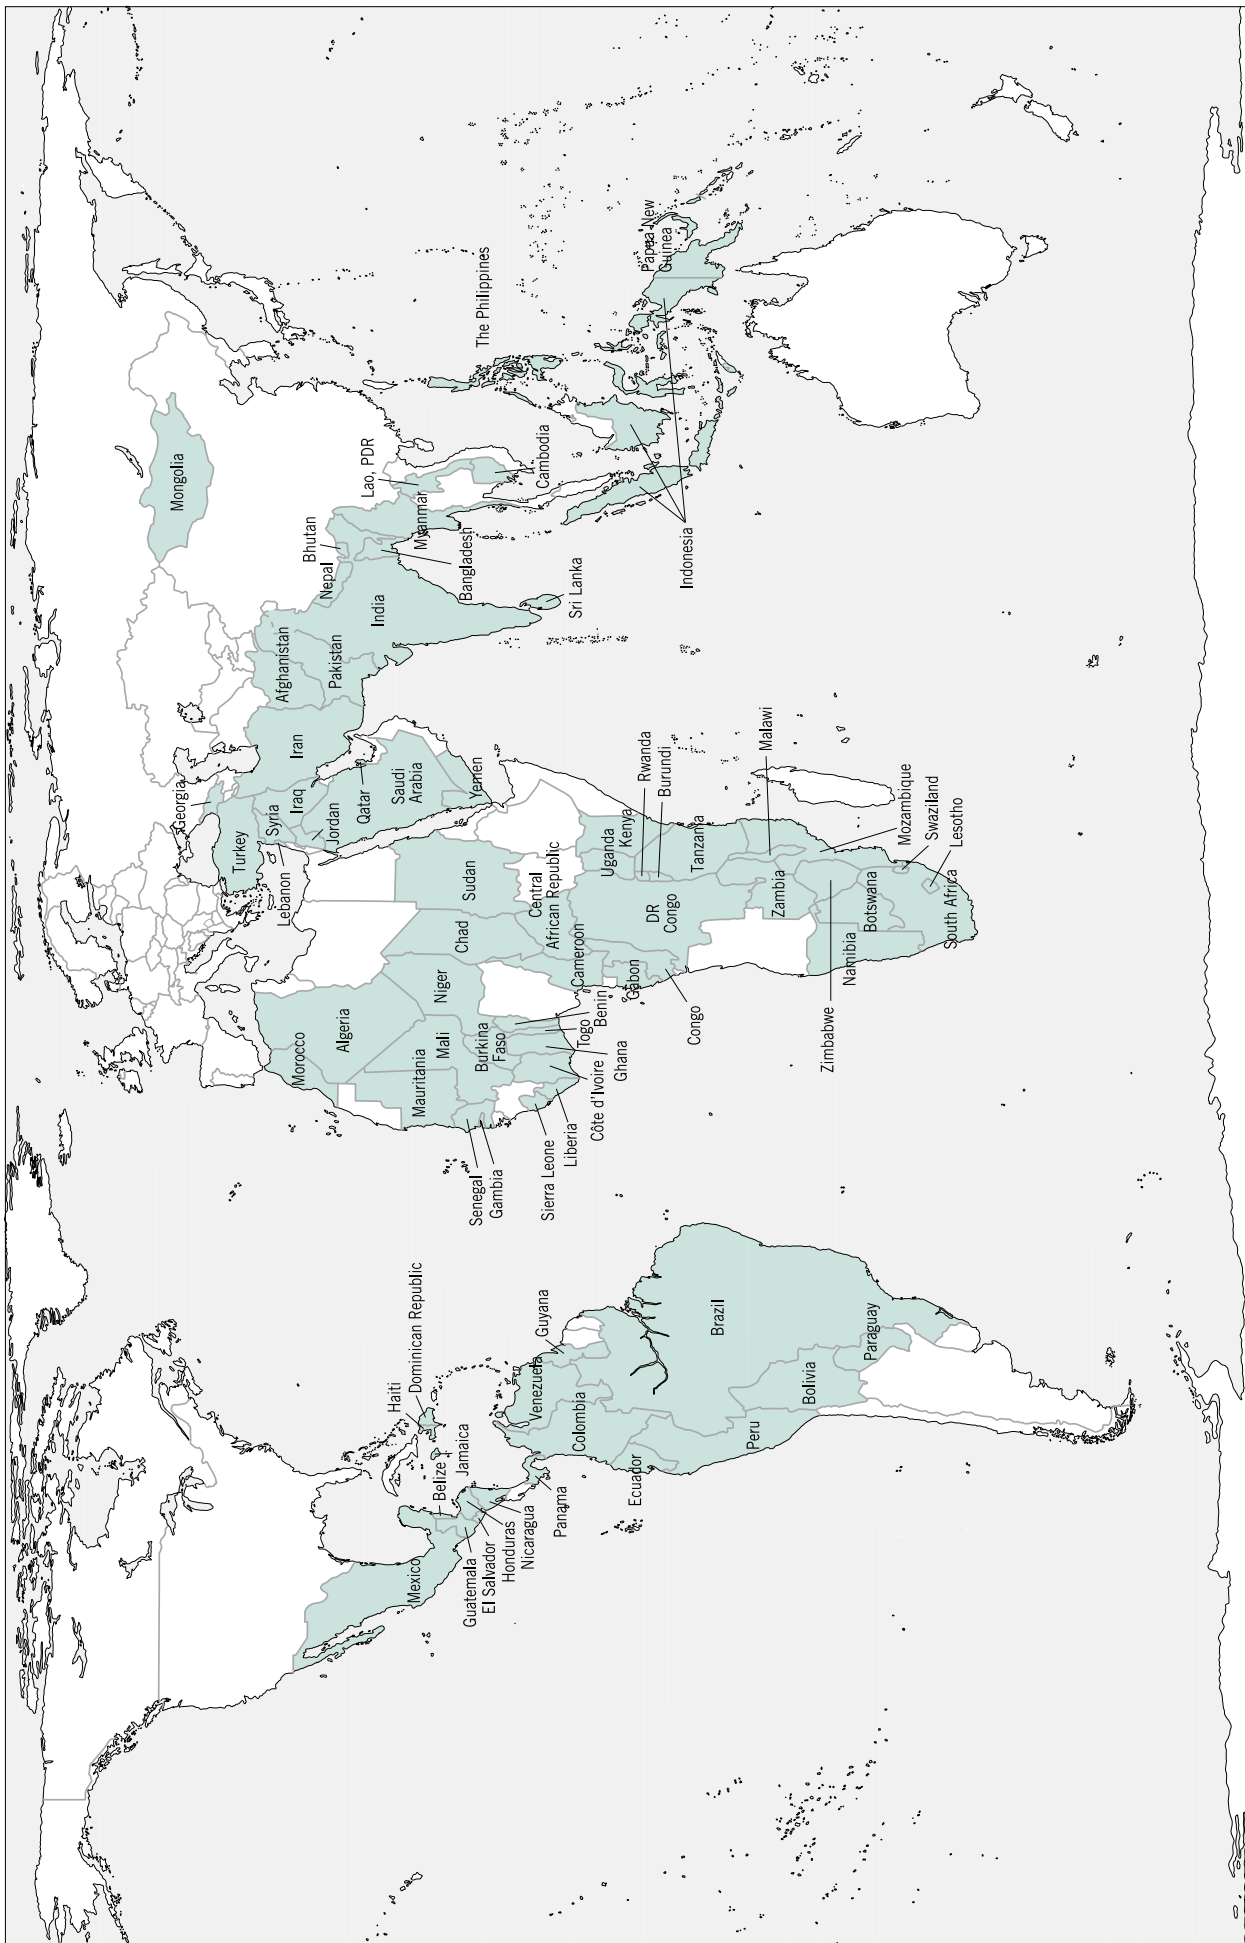 Mexico
Guatemala
El Salvador
Honduras
Nicaragua
Panama
Belize
Jamaica
Haiti
Dominican Republic
Guyana
Venezuela
Colombia
Ecuador
Peru
Brazil
Bolivia
Paraguay
Senegal
Gambia
Sierra Leone
Liberia
Côte d'Ivoire
Ghana
Togo
Benin
Morocco
Algeria
Mauritania
Mali
Burkina
Faso
Niger
Chad
Sudan
Central
African Republic
Cameroon
Gabon
Congo
DR
Congo
Uganda
Kenya
Rwanda
Burundi
Tanzania
Malawi
Zambia
Mozambique
Swaziland
Lesotho
Zimbabwe
Namibia
Botswana
South Africa
Georgia
Turkey
Lebanon
Syria
Iraq
Jordan
Qatar
Saudi
Arabia
Yemen
Iran
Afghanistan
Pakistan
India
Nepal
Bhutan
Bangladesh
Sri Lanka
Myanmar
Lao, PDR
Cambodia
Mongolia
The Philippines
Indonesia
Papua New
Guinea